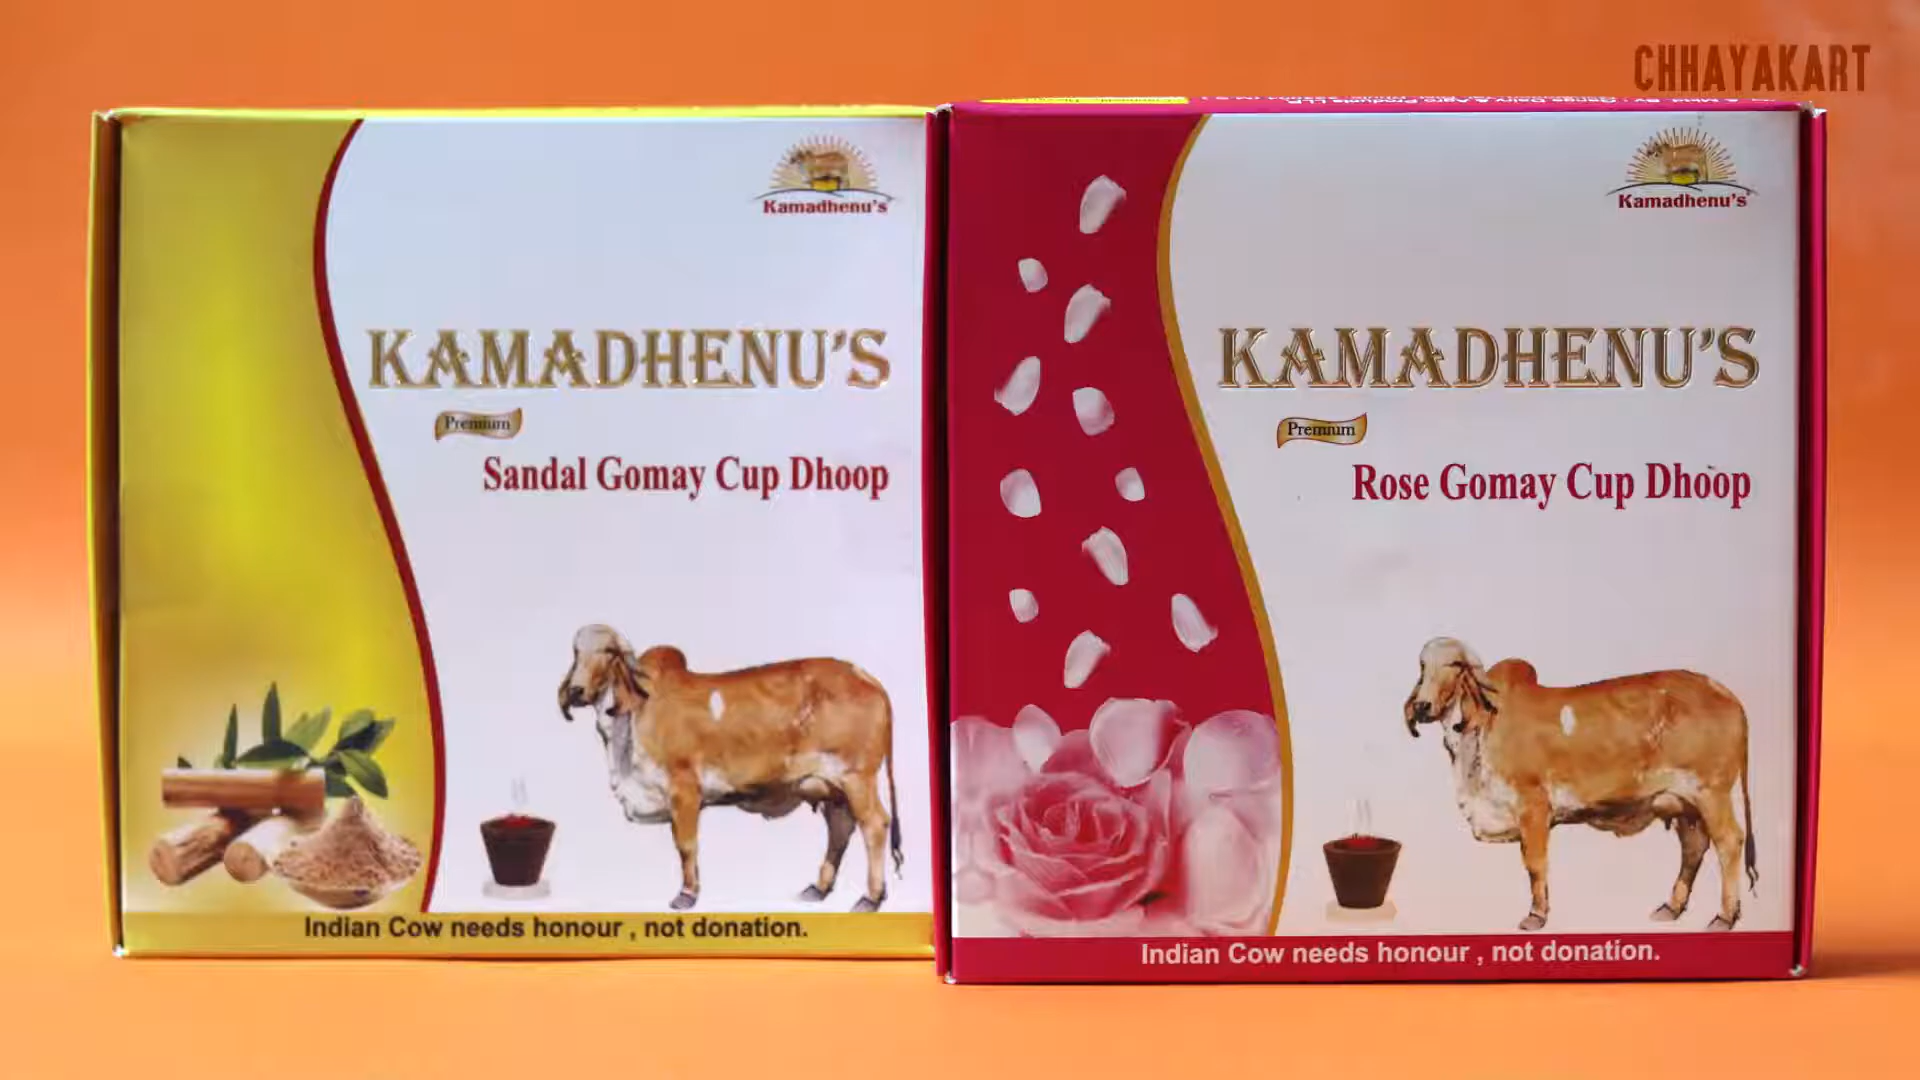 CHHAYAKART
Kamadhenu's
KAMADHENU'S
Premium
Sandal Gomay Cup Dhoop
Indian Cow needs honour , not donation.
Kamadhenu's
KAMADHENU'S
Premium
Rose Gomay Cup Dhoop
Indian Cow needs honour , not donation.